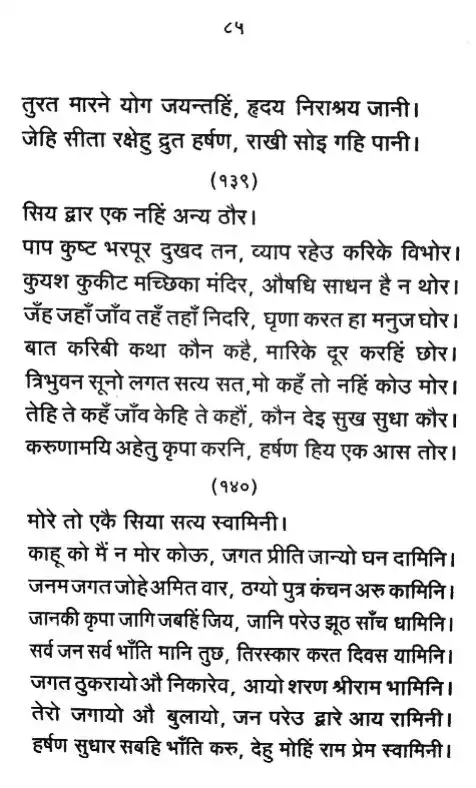 ८५
तुरत मारने योग जयन्तहिं, हृदय निराश्रय जानी।
जेहि सीता रक्षेहु द्रुत हर्षण, राखी सोइ गहि पानी।
(१३९)
सिय द्वार एक नहिं अन्य ठौर।
पाप कुष्ट भरपूर दुखद तन, व्याप रहेउ करिके विभोर।
कुयश कुकीट मच्छिका मंदिर, औषधि साधन है न थोर।
जँह जहाँ जाँव तहँ तहाँ निदरि, घृणा करत हा मनुज घोर।
बात करिबी कथा कौन कहै, मारिके दूर करहिं छोर।
त्रिभुवन सूनो लगत सत्य सत,मो कहँ तो नहिं कोउ मोर।
तेहि ते कहँ जाँव केहि ते कहौं, कौन देइ सुख सुधा कौर।
करुणामयि अहेतु कृपा करनि, हर्षण हिय एक आस तोर।
(१४०)
मोरे तो एकै सिया सत्य स्वामिनी।
काहू को मैं न मोर कोऊ, जगत प्रीति जान्यो घन दामिनि।
जनम जगत जोहे अमित वार, ठग्यो पुत्र कंचन अरु कामिनि।
जानकी कृपा जागि जबहिं जिय, जानि परेउ झूठ साँच धामिनि।
सर्व जन सर्व भाँति मानि तुछ, तिरस्कार करत दिवस यामिनि।
जगत ठुकरायो औ निकारेव, आयो शरण श्रीराम भामिनि।
तेरो जगायो औ बुलायो, जन परेउ द्वारे आय रामिनी।
हर्षण सुधार सबहि भाँति करु, देहु मोहिं राम प्रेम स्वामिनी।